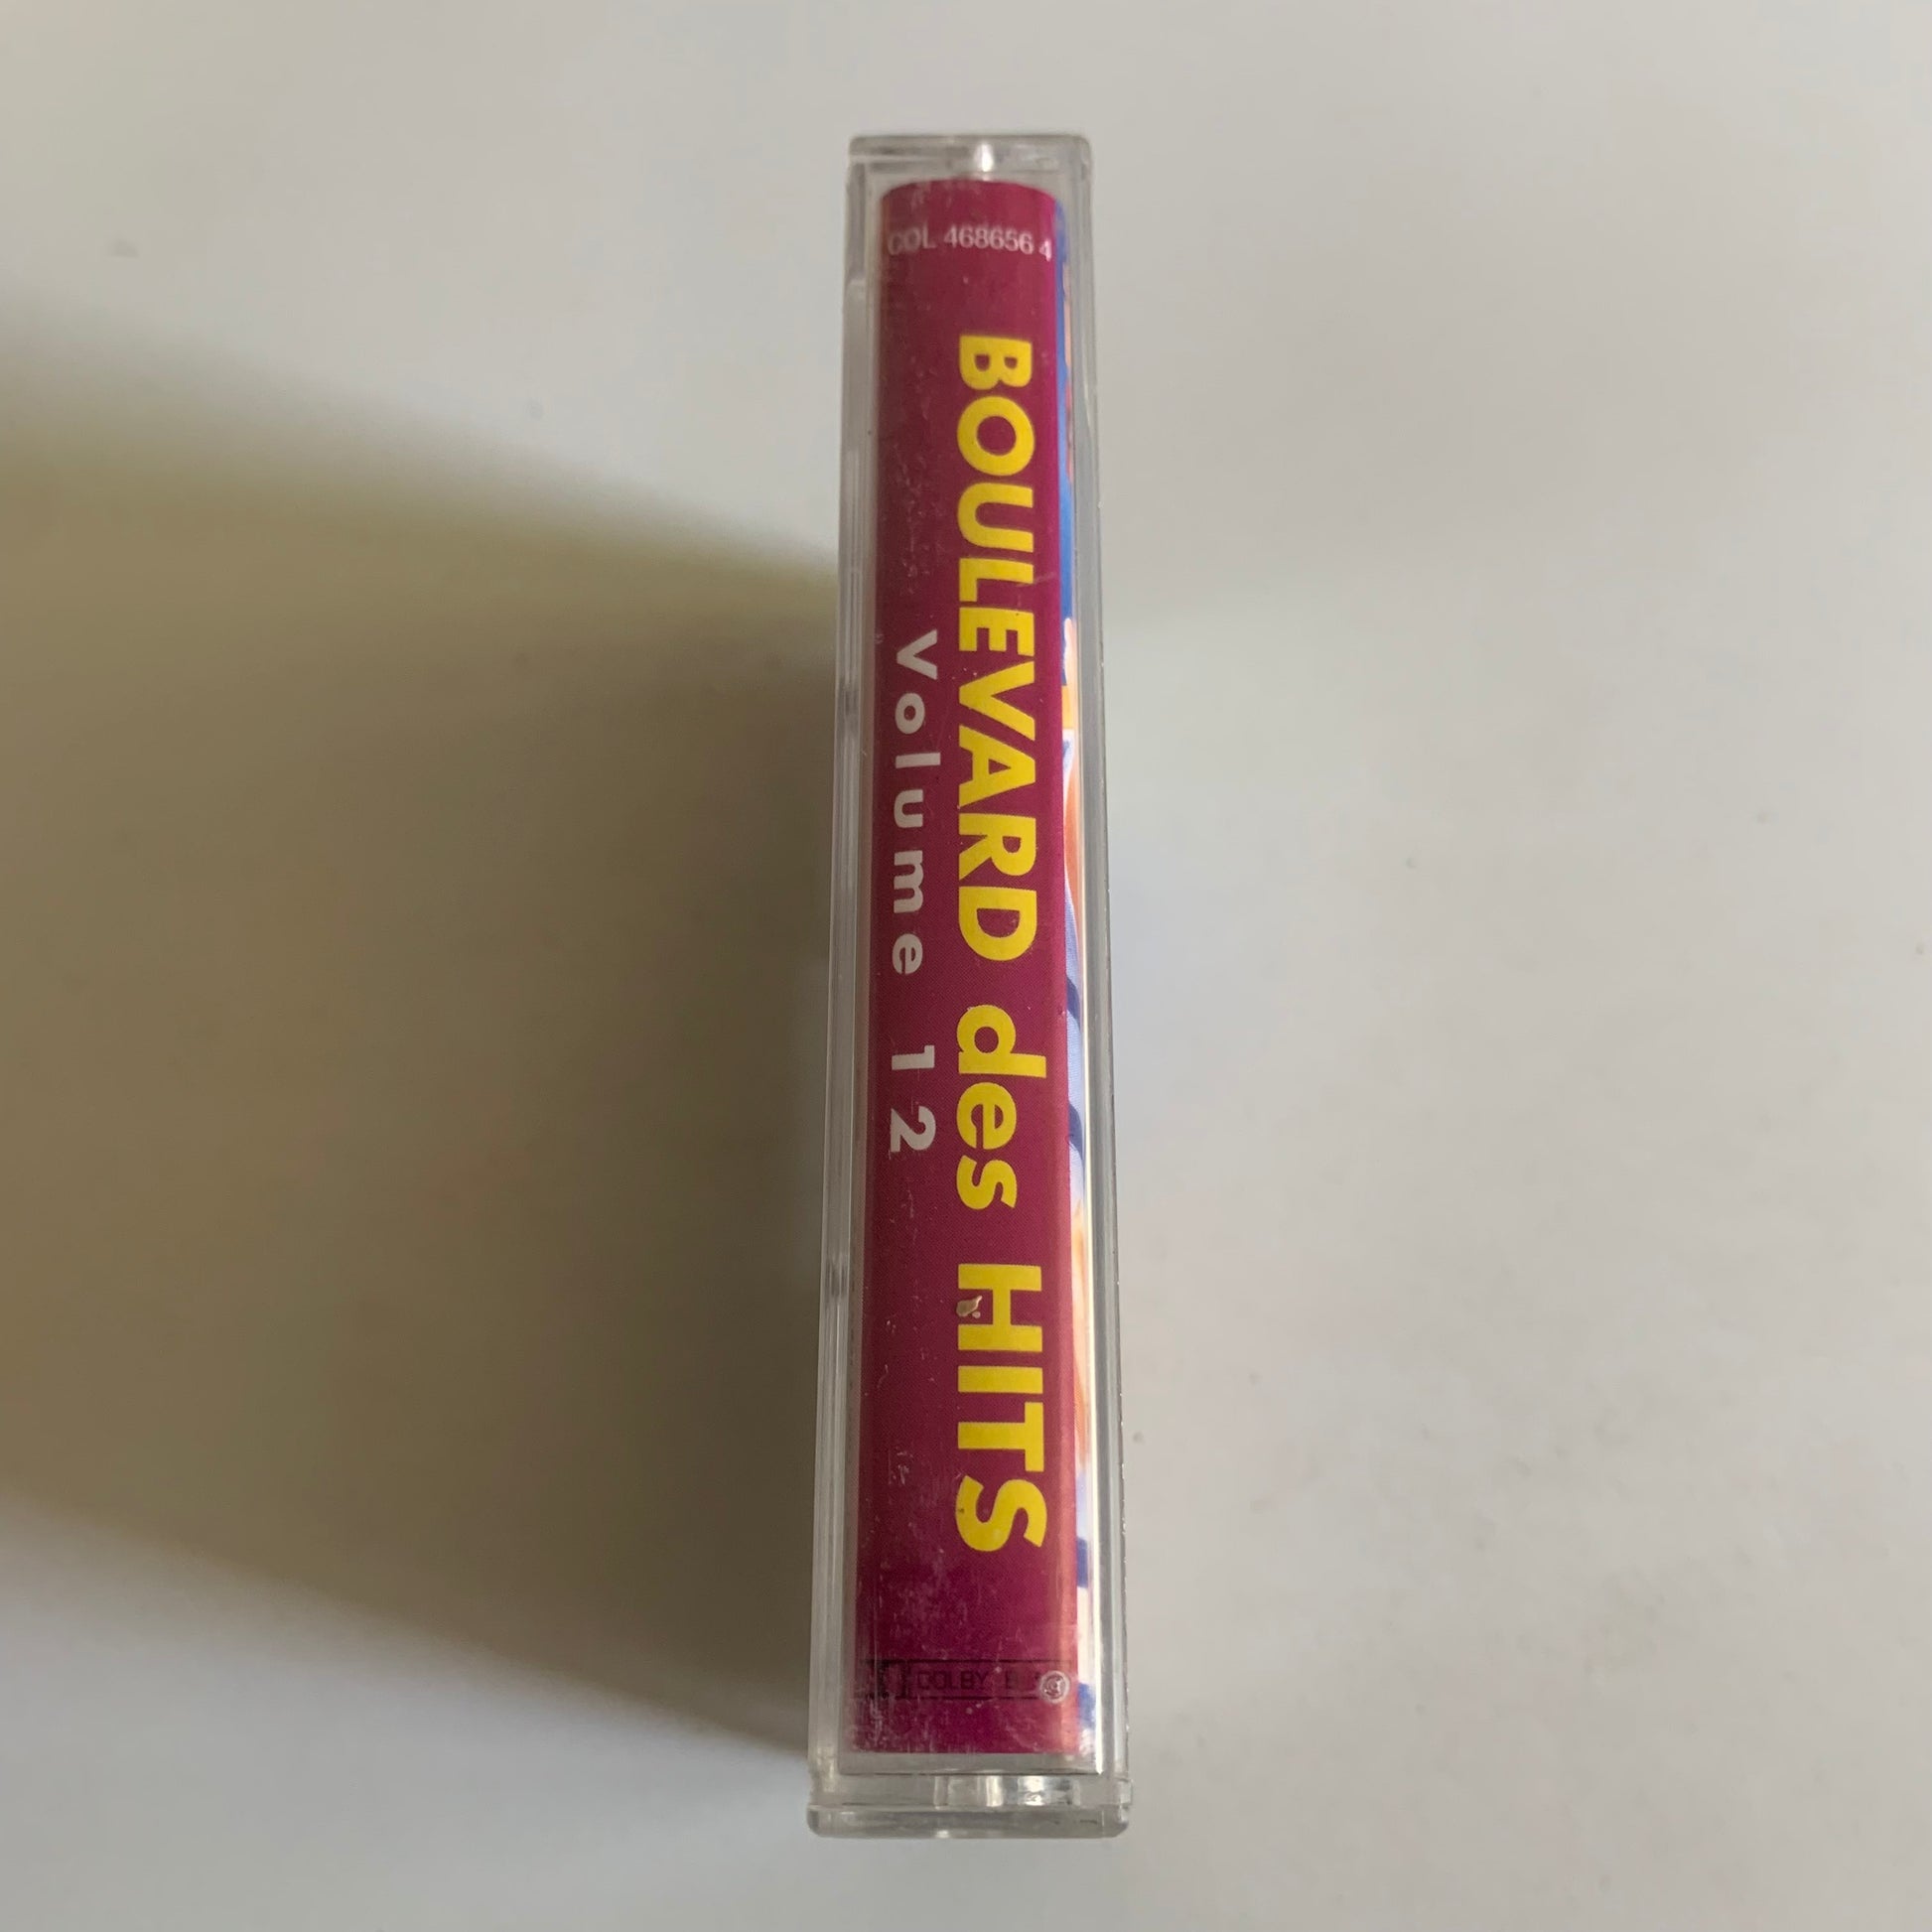 COL 468656 4
BOULEVARD des HITS
Volume 12
DOLBY B